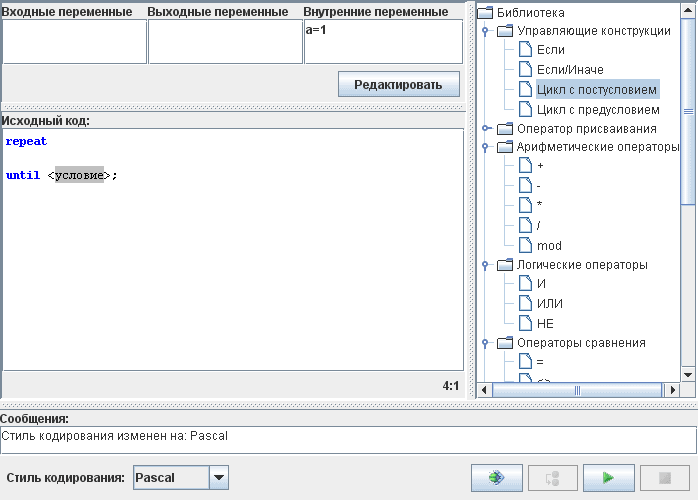 Входные переменные
Выходные переменные
Внутренние переменные
a=1
Редактировать
Исходный код:
repeat
until <условие>;
4:1
Библиотека
Управляющие конструкции
Если
Если/Иначе
Цикл с постусловием
Цикл с предусловием
Оператор присваивания
Арифметические операторы
+
-
*
/
mod
Логические операторы
И
ИЛИ
НЕ
Операторы сравнения
=
Сообщения:
Стиль кодирования изменен на: Pascal
Стиль кодирования: Pascal